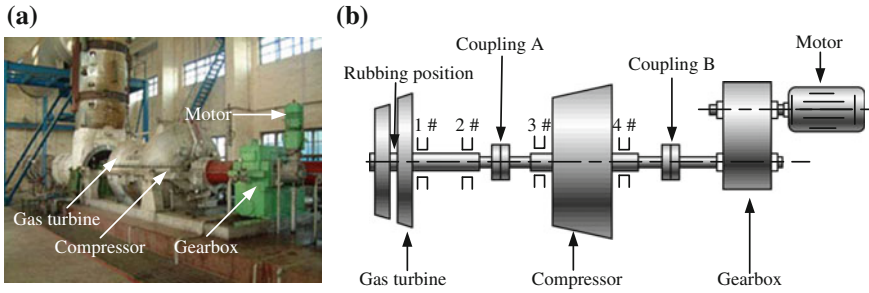 (a)
Motor
Gas turbine
Compressor
Gearbox
(b)
Coupling A
Motor
Rubbing position
Coupling B
1 #
2 #
3 #
4 #
Gas turbine
Compressor
Gearbox